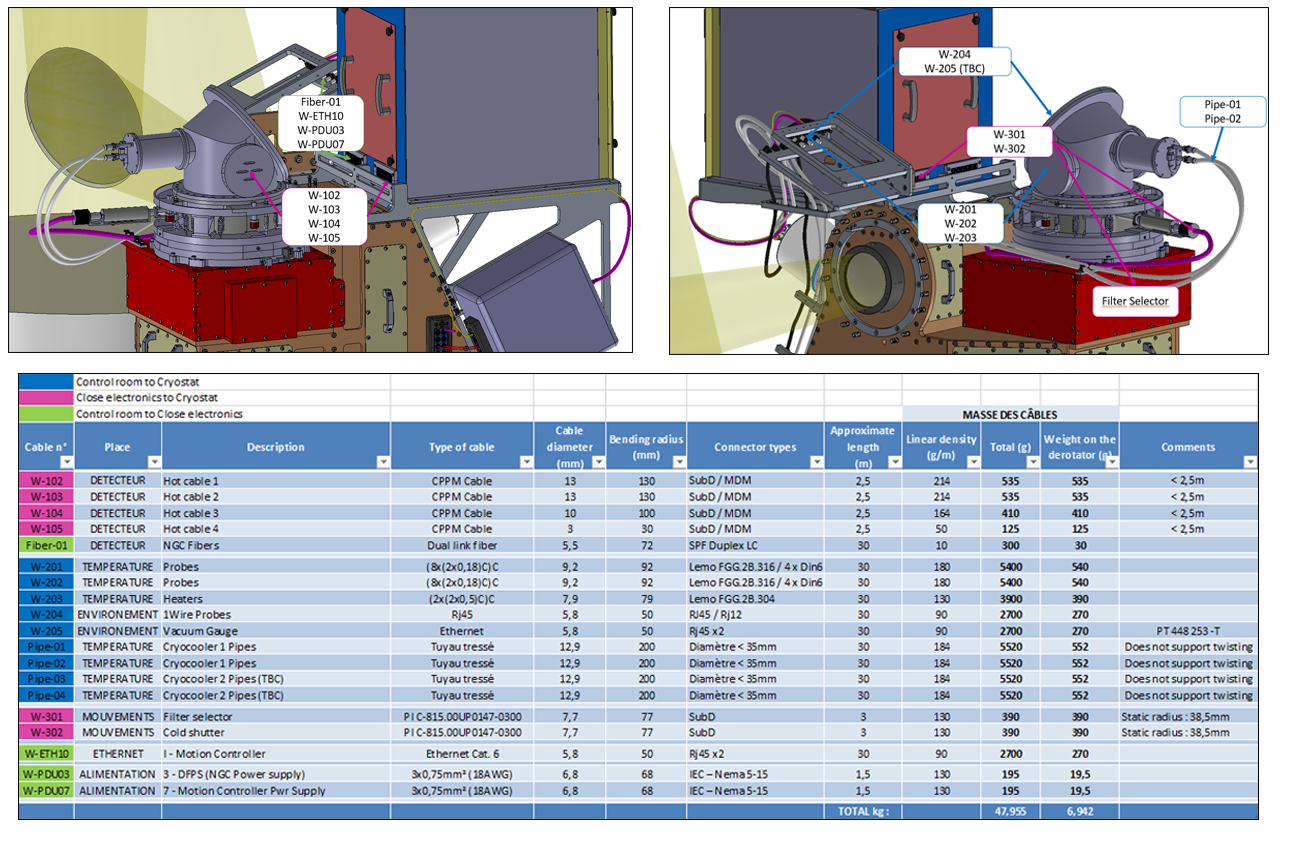 Fiber-01
W-ETH10
W-PDU03
W-PDU07
W-102
W-103
W-104
W-105
W-204
W-205 (TBC)
Pipe-01
Pipe-02
W-301
W-302
W-201
W-202
W-203
Filter Selector
Control room to Cryostat
Close electronics to Cryostat
Control room to Close electronics MASSE DES CÂBLES
Cable n° Place Description Type of cable Cable diameter (mm) Bending radius (mm) Connector types Approximate length (m) Linear density (g/m) Total (g) Weight on the derotator (g) Comments
W-102 DETECTEUR Hot cable 1 CPPM Cable 13 130 SubD / MDM 2,5 214 535 535 < 2,5m
W-103 DETECTEUR Hot cable 2 CPPM Cable 13 130 SubD / MDM 2,5 214 535 535 < 2,5m
W-104 DETECTEUR Hot cable 3 CPPM Cable 10 100 SubD / MDM 2,5 164 410 410 < 2,5m
W-105 DETECTEUR Hot cable 4 CPPM Cable 3 30 SubD / MDM 2,5 50 125 125 < 2,5m
Fiber-01 DETECTEUR NGC Fibers Dual link fiber 5,5 72 SPF Duplex LC 30 10 300 30
W-201 TEMPERATURE Probes (8x(2x0,18)C)C 9,2 92 Lemo FGG.2B.316 / 4 x Din6 30 180 5400 540
W-202 TEMPERATURE Probes (8x(2x0,18)C)C 9,2 92 Lemo FGG.2B.316 / 4 x Din6 30 180 5400 540
W-203 TEMPERATURE Heaters (2x(2x0,5)C)C 7,9 79 Lemo FGG.2B.304 30 130 3900 390
W-204 ENVIRONEMENT 1Wire Probes Rj45 5,8 50 RJ45 / Rj12 30 90 2700 270
W-205 ENVIRONEMENT Vacuum Gauge Ethernet 5,8 50 Rj45 x2 30 90 2700 270 PT 448 253 -T
Pipe-01 TEMPERATURE Cryocooler 1 Pipes Tuyau tressé 12,9 200 Diamètre < 35mm 30 184 5520 552 Does not support twisting
Pipe-02 TEMPERATURE Cryocooler 1 Pipes Tuyau tressé 12,9 200 Diamètre < 35mm 30 184 5520 552 Does not support twisting
Pipe-03 TEMPERATURE Cryocooler 2 Pipes (TBC) Tuyau tressé 12,9 200 Diamètre < 35mm 30 184 5520 552 Does not support twisting
Pipe-04 TEMPERATURE Cryocooler 2 Pipes (TBC) Tuyau tressé 12,9 200 Diamètre < 35mm 30 184 5520 552 Does not support twisting
W-301 MOUVEMENTS Filter selector P I C-815.00UP0147-0300 7,7 77 SubD 3 130 390 390 Static radius : 38,5mm
W-302 MOUVEMENTS Cold shutter P I C-815.00UP0147-0300 7,7 77 SubD 3 130 390 390 Static radius : 38,5mm
W-ETH10 ETHERNET I - Motion Controller Ethernet Cat. 6 5,8 50 Rj45 x2 30 90 2700 270
W-PDU03 ALIMENTATION 3 - DFPS (NGC Power supply) 3x0,75mm² (18AWG) 6,8 68 IEC – Nema 5-15 1,5 130 195 19,5
W-PDU07 ALIMENTATION 7 - Motion Controller Pwr Supply 3x0,75mm² (18AWG) 6,8 68 IEC – Nema 5-15 1,5 130 195 19,5
TOTAL kg : 47,955 6,942